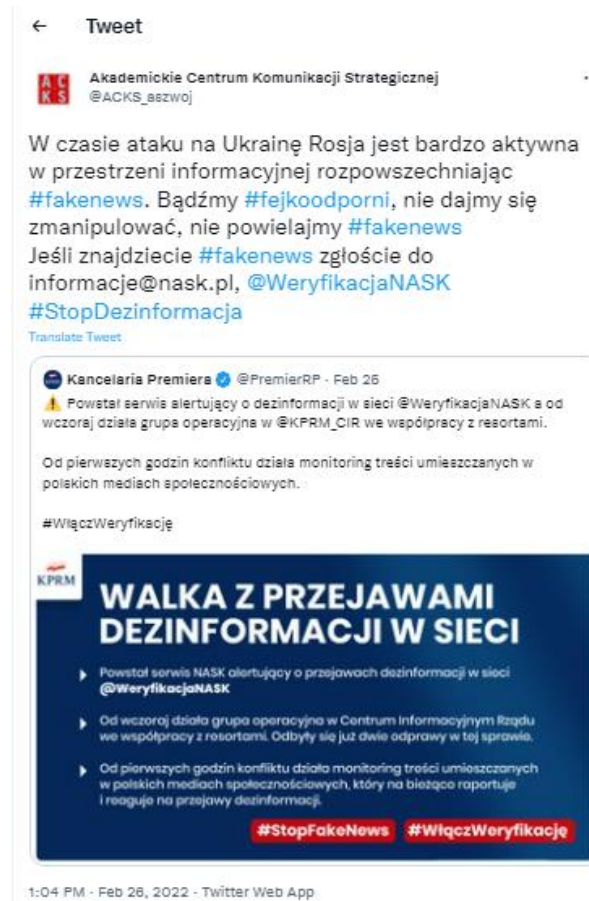 ← Tweet
ACKS
Akademickie Centrum Komunikacji Strategicznej
@ACKS_aszwoj
W czasie ataku na Ukrainę Rosja jest bardzo aktywna
w przestrzeni informacyjnej rozpowszechniając
#fakenews. Bądźmy #fejkoodporni, nie dajmy się
zmanipulować, nie powielajmy #fakenews
Jeśli znajdziecie #fakenews zgłoście do
informacje@nask.pl, @WeryfikacjaNASK
#StopDezinformacja
Translate Tweet
Kancelaria Premiera @PremierRP · Feb 26
⚠ Powstał serwis alertujący o dezinformacji w sieci @WeryfikacjaNASK a od
wczoraj działa grupa operacyjna w @KPRM_CIR we współpracy z resortami.
Od pierwszych godzin konfliktu działa monitoring treści umieszczanych w
polskich mediach społecznościowych.
#WłączWeryfikację
KPRM
WALKA Z PRZEJAWAMI
DEZINFORMACJI W SIECI
Powstał serwis NASK alertujący o przejawach dezinformacji w sieci
@WeryfikacjaNASK
Od wczoraj działa grupa operacyjna w Centrum Informacyjnym Rządu
we współpracy z resortami. Odbyły się już dwie odprawy w tej sprawie.
Od pierwszych godzin konfliktu działa monitoring treści umieszczanych
w polskich mediach społecznościowych, który na bieżąco raportuje
i reaguje na przejawy dezinformacji.
#StopFakeNews #WłączWeryfikację
1:04 PM · Feb 26, 2022 · Twitter Web App